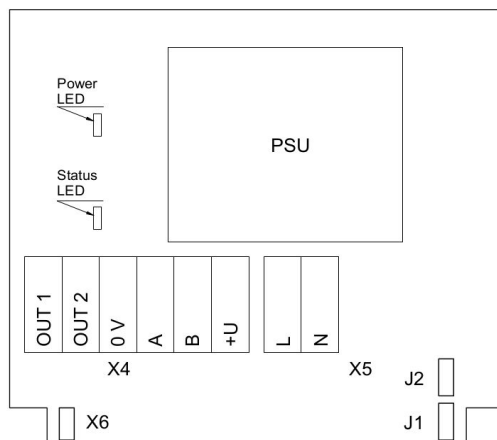 Power
LED
PSU
Status
LED
OUT 1
OUT 2
0 V
A
B
+U
L
N
X4
X5
J2
X6
J1